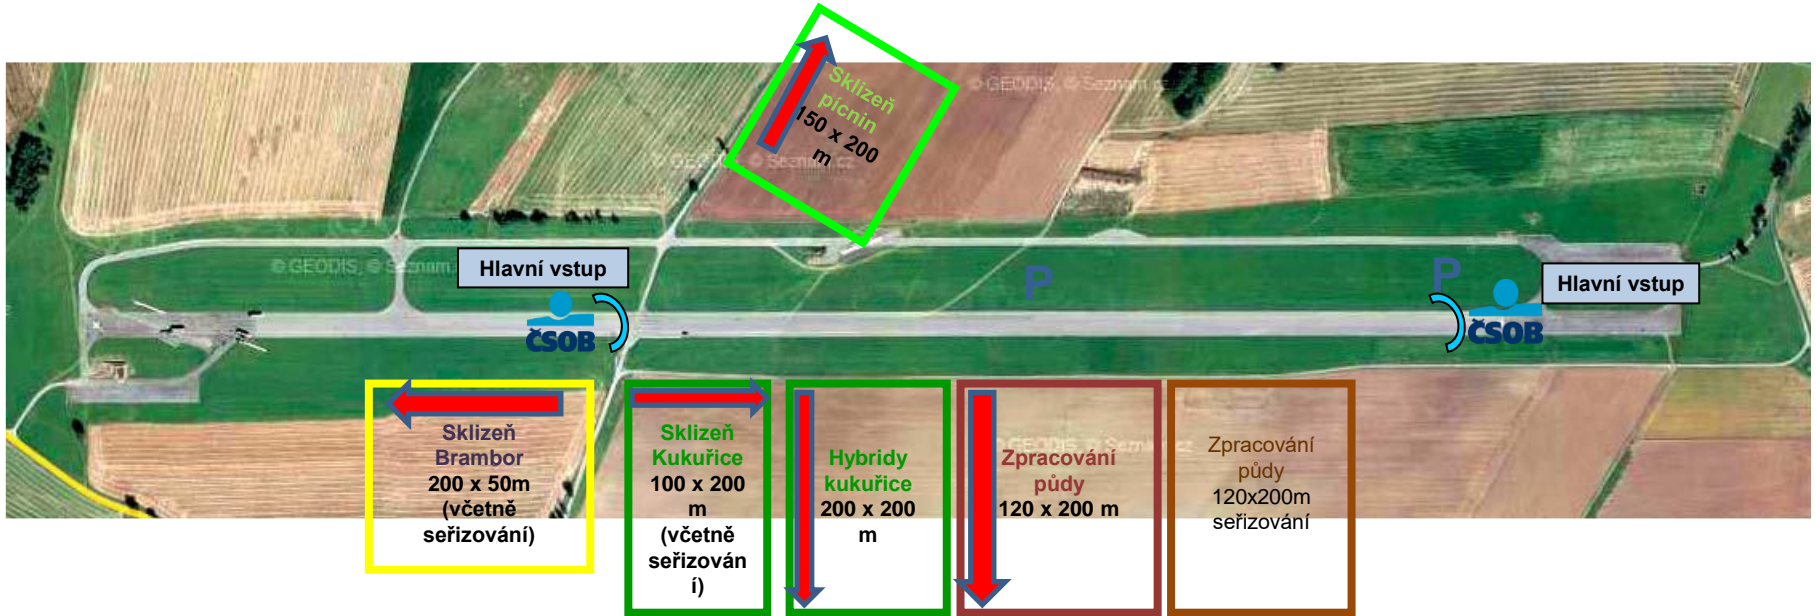 Sklizeň
pícnin
150 x 200
m
© GEODIS, © Seznam.cz
© GEODIS, © Seznam.cz
© GEODIS, © Seznam.
Hlavní vstup
ČSOB
P
P
Hlavní vstup
ČSOB
Sklizeň
Brambor
200 x 50m
(včetně
seřizování)
Sklizeň
Kukuřice
100 x 200
m
(včetně
seřizován
í)
Hybridy
kukuřice
200 x 200
m
© GEODIS, © Seznam.cz
Zpracování
půdy
120 x 200 m
Zpracování
půdy
120x200m
seřizování